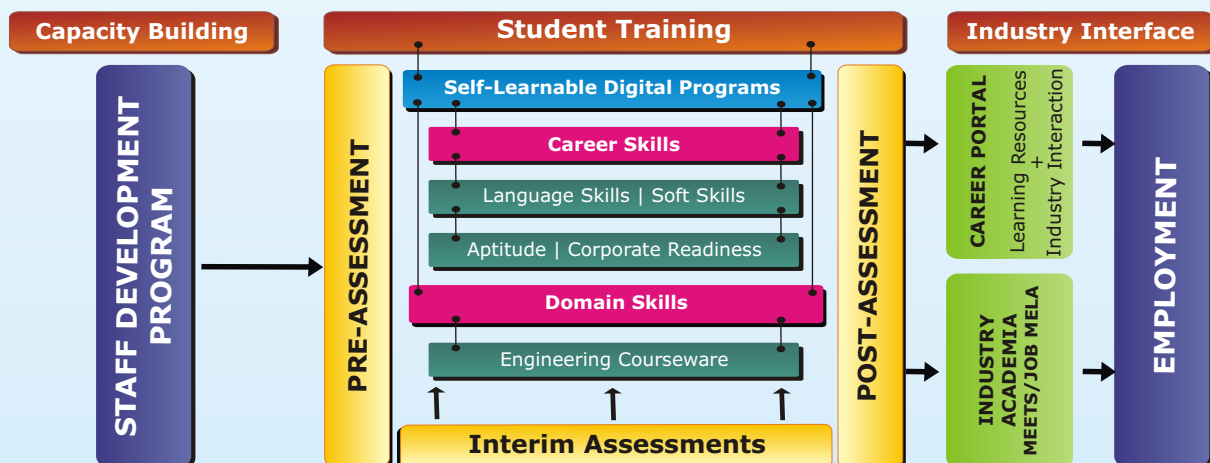 Capacity Building
Student Training
Industry Interface
STAFF DEVELOPMENT
PROGRAM
PRE-ASSESSMENT
Self-Learnable Digital Programs
Career Skills
Language Skills | Soft Skills
Aptitude | Corporate Readiness
Domain Skills
Engineering Courseware
Interim Assessments
POST-ASSESSMENT
CAREER PORTAL
Learning Resources
+
Industry Interaction
INDUSTRY
ACADEMIA
MEETS/JOB MELA
EMPLOYMENT